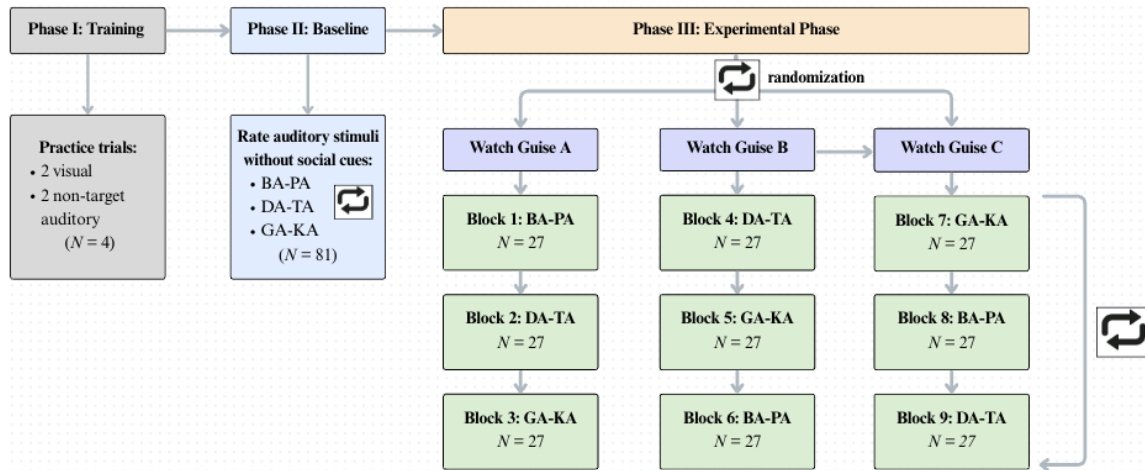 Phase I: Training
Phase II: Baseline
Phase III: Experimental Phase
randomization
Practice trials:
• 2 visual
• 2 non-target
auditory
(N = 4)
Rate auditory stimuli
without social cues:
• BA-PA
• DA-TA
• GA-KA
(N = 81)
Watch Guise A
Block 1: BA-PA
N = 27
Block 2: DA-TA
N = 27
Block 3: GA-KA
N = 27
Watch Guise B
Block 4: DA-TA
N = 27
Block 5: GA-KA
N = 27
Block 6: BA-PA
N = 27
Watch Guise C
Block 7: GA-KA
N = 27
Block 8: BA-PA
N = 27
Block 9: DA-TA
N = 27